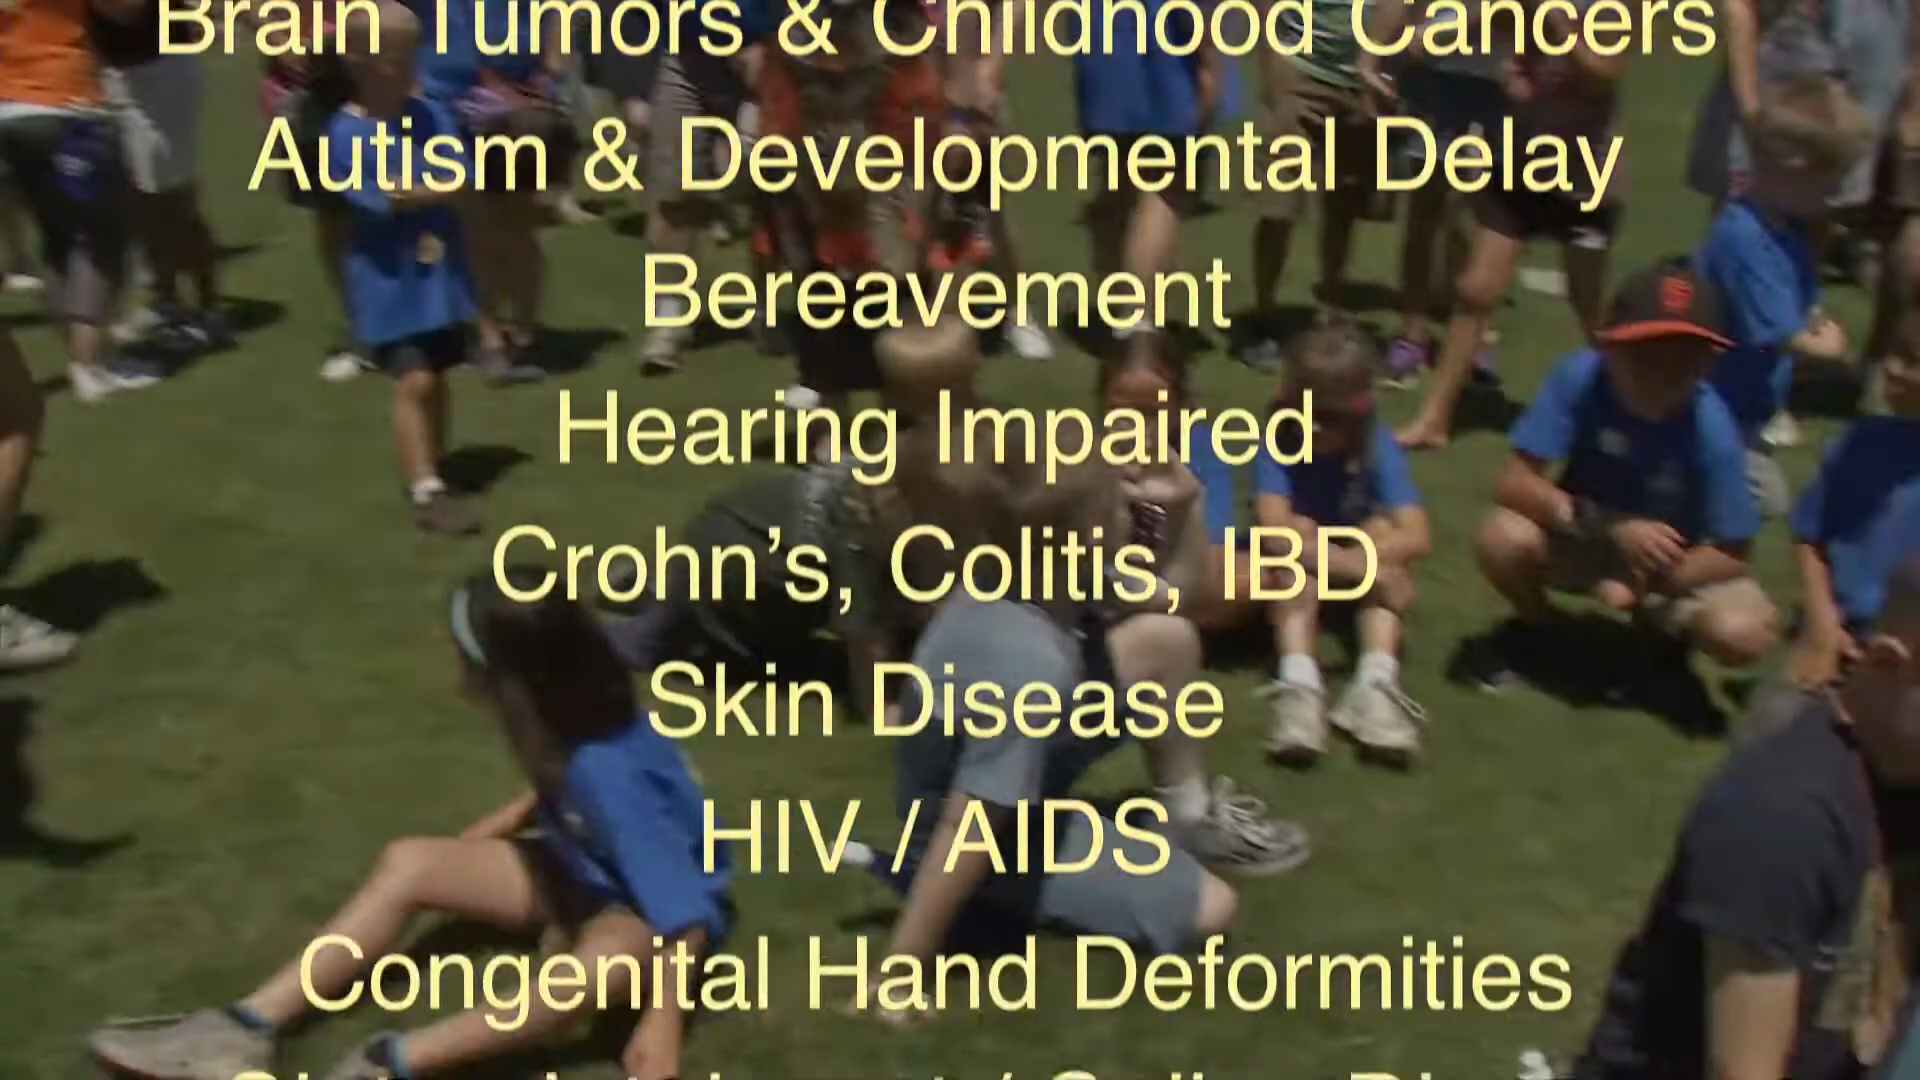 Brain Tumors & Childhood Cancers
Autism & Developmental Delay
Bereavement
Hearing Impaired
Crohn’s, Colitis, IBD
Skin Disease
HIV / AIDS
Congenital Hand Deformities